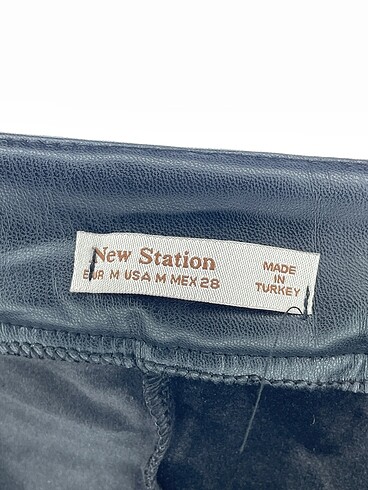 New Station
EUR M USA M MEX 28
MADE
IN
TURKEY